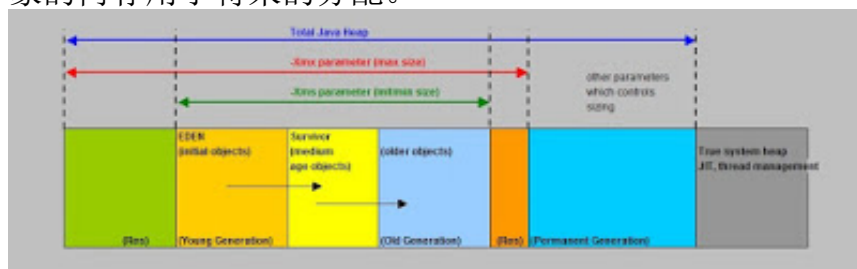 Total Java Heap
-Xmx parameter (max size)
-Xms parameter (init/min size)
other parameters
which controls
sizing
EDEN
(initial objects)
Survivor
(medium
age objects)
(older objects)
True system heap
JIT, thread management
(Res)
(Young Generation)
(Old Generation)
(Res)
(Permanent Generation)